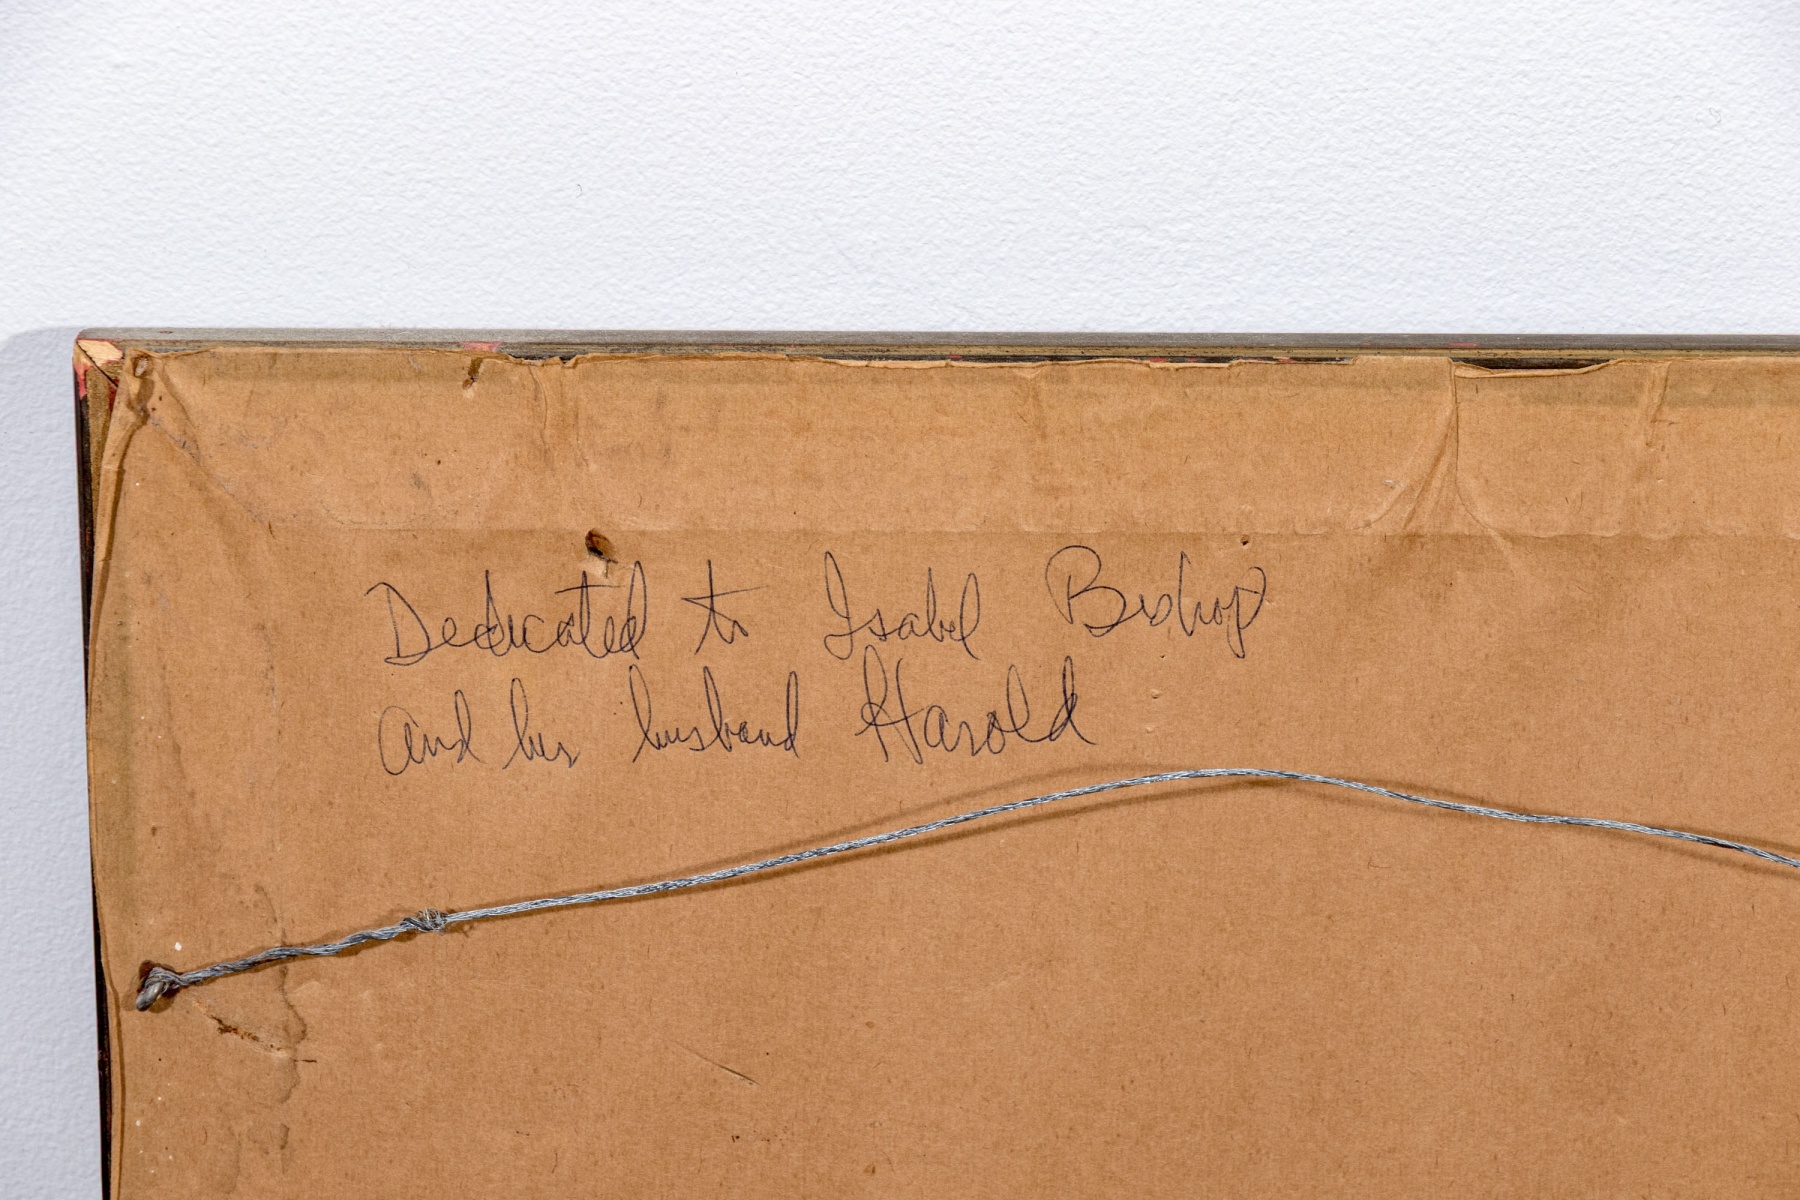 Dedicated to Isabel Bishop
and her husband Harold